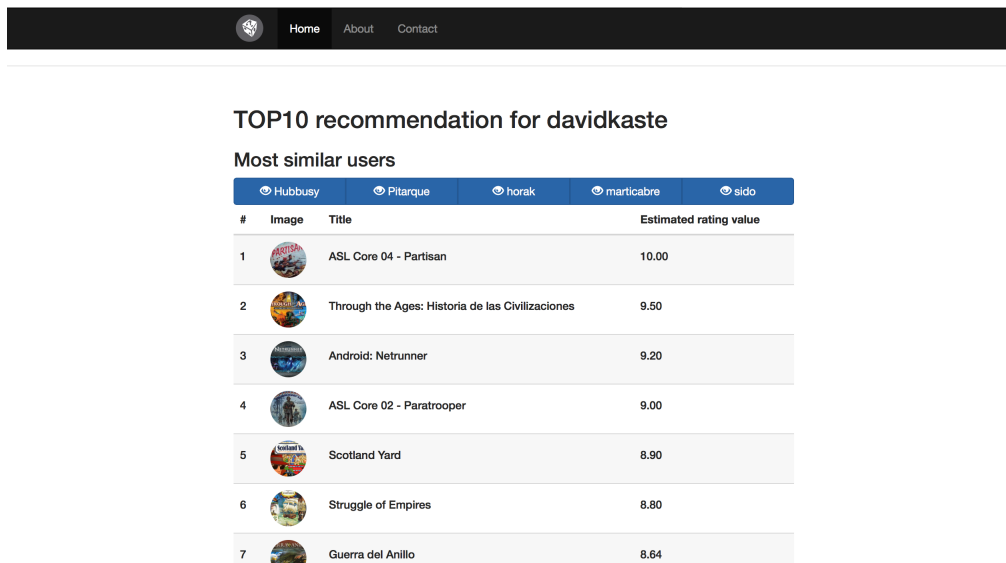 Home About Contact
TOP10 recommendation for davidkaste
Most similar users
Hubbusy Pitarque horak marticabre sido
# Image Title Estimated rating value
1 PARTISAN ASL Core 04 - Partisan 10.00
2 Through the Ages: Historia de las Civilizaciones 9.50
3 Android: Netrunner 9.20
4 ASL Core 02 - Paratrooper 9.00
5 Scotland Yard 8.90
6 Struggle of Empires 8.80
7 Guerra del Anillo 8.64